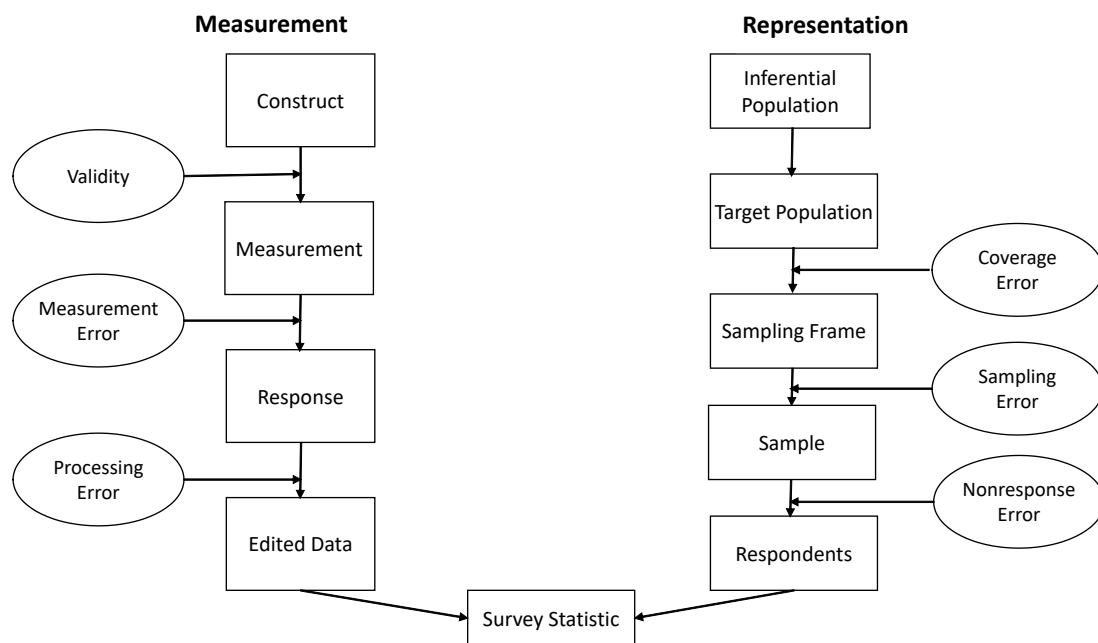 Measurement
Construct
Validity
Measurement
Measurement
Error
Response
Processing
Error
Edited Data
Representation
Inferential
Population
Target Population
Coverage
Error
Sampling Frame
Sampling
Error
Sample
Nonresponse
Error
Respondents
Survey Statistic